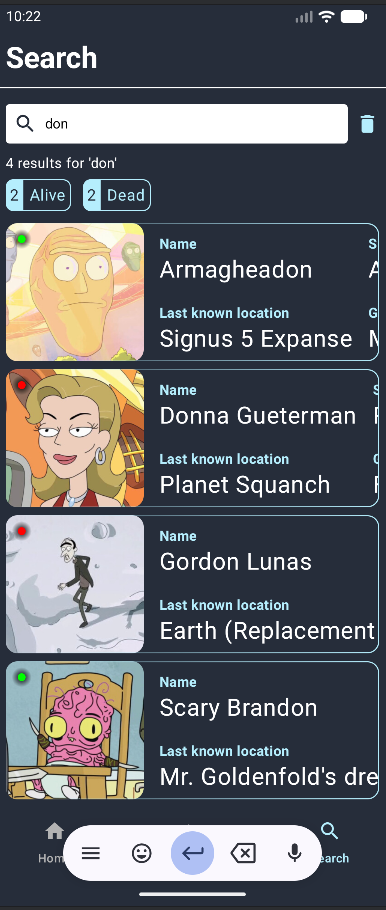 10:22
Search
don
4 results for 'don'
2 Alive 2 Dead
Name S
Armagheadon A
Last known location G
Signus 5 Expanse M
Name S
Donna Gueterman
Last known location
Planet Squanch
Name
Gordon Lunas
Last known location
Earth (Replacement
Name
Scary Brandon
Last known location
Mr. Goldenfold's dre
Hom earch